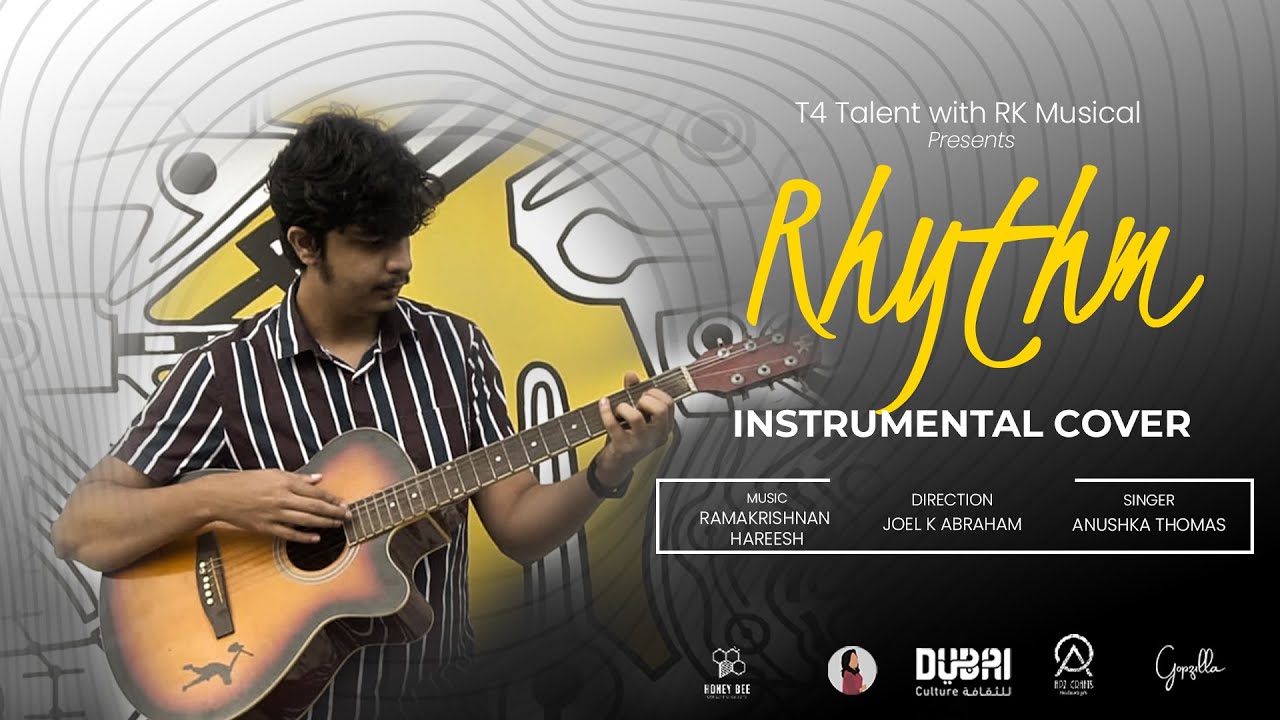 T4 Talent with RK Musical
Presents
Rhythm
INSTRUMENTAL COVER
MUSIC
RAMAKRISHNAN
HAREESH
DIRECTION
JOEL K ABRAHAM
SINGER
ANUSHKA THOMAS
HONEY BEE
DUBAI
Culture للثقافة
Gopzilla